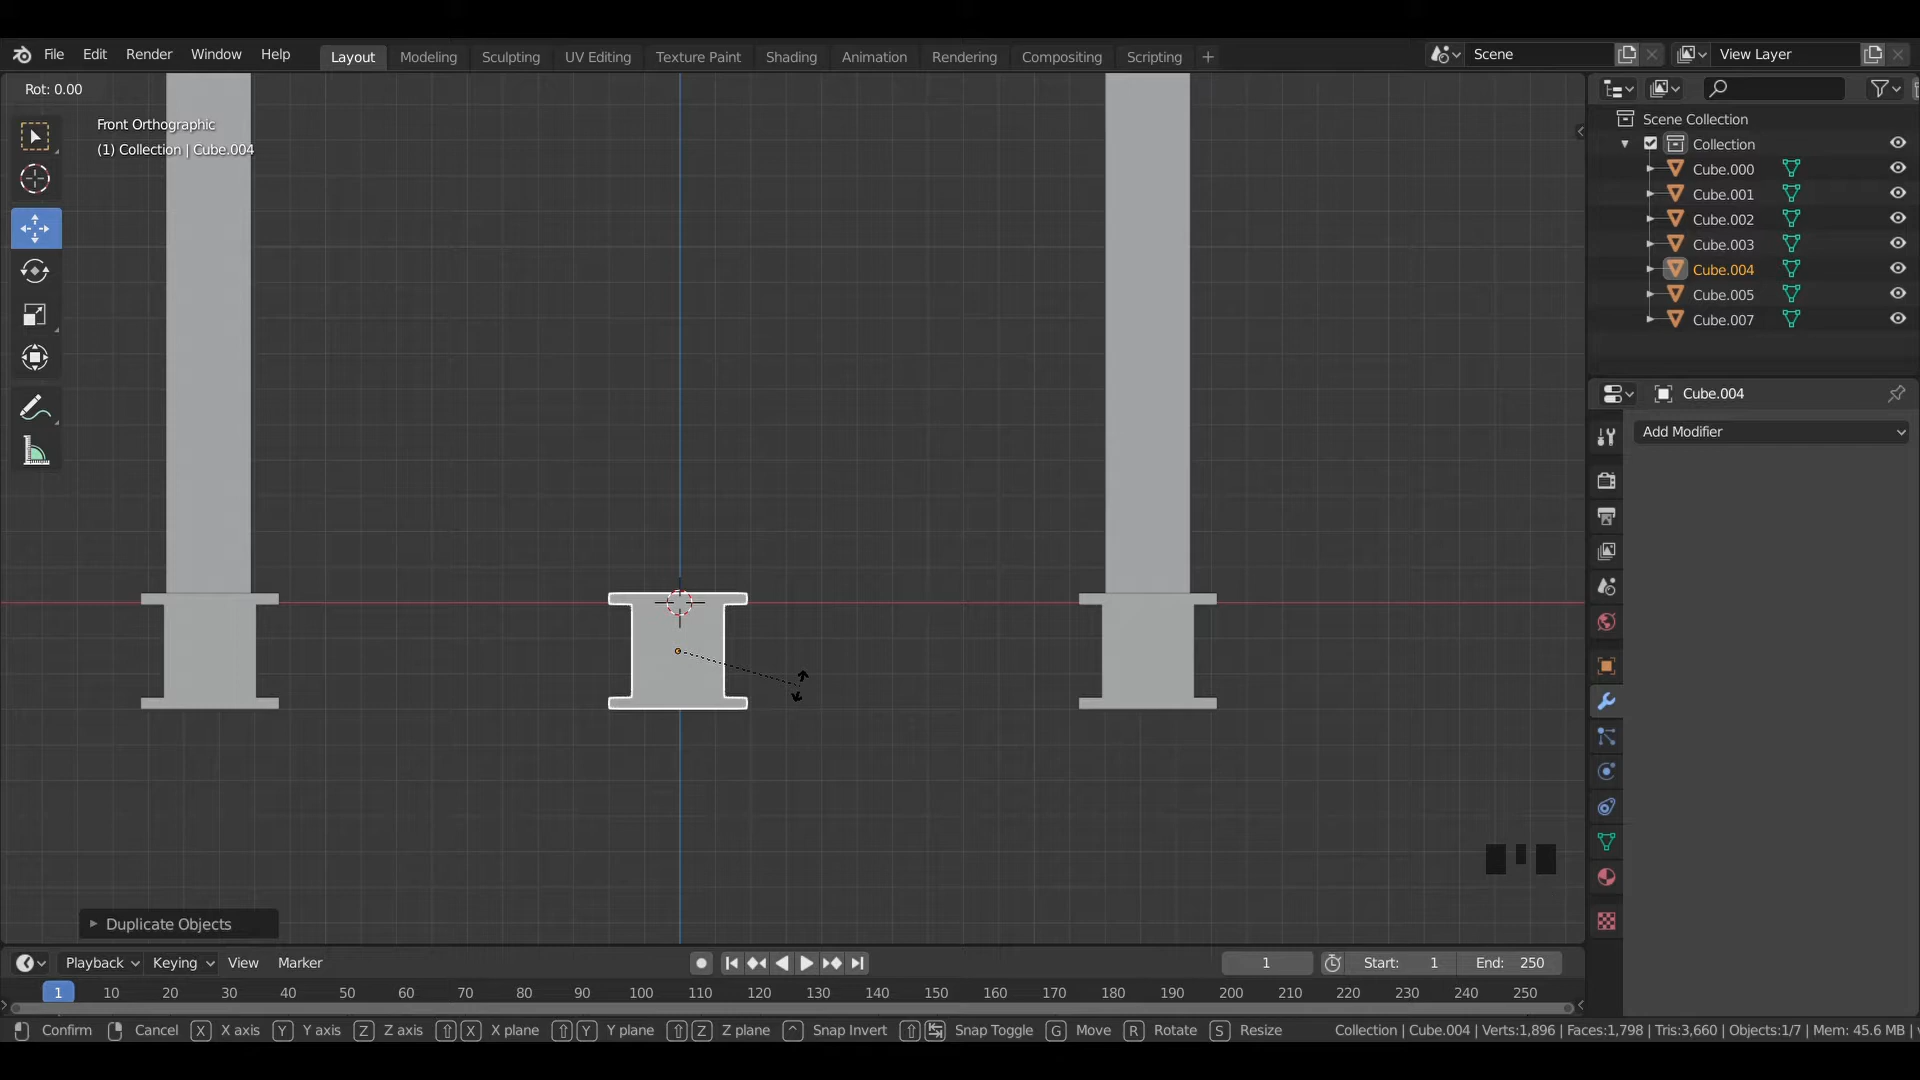 File Edit Render Window Help Layout Modeling Sculpting UV Editing Texture Paint Shading Animation Rendering Compositing Scripting + Scene View Layer
Rot: 0.00
Front Orthographic
(1) Collection | Cube.004
Scene Collection
Collection
Cube.000
Cube.001
Cube.002
Cube.003
Cube.004
Cube.005
Cube.007
Cube.004
Add Modifier
Duplicate Objects
Playback Keying View Marker 1 Start: 1 End: 250
1 10 20 30 40 50 60 70 80 90 100 110 120 130 140 150 160 170 180 190 200 210 220 230 240 250
Confirm Cancel X X axis Y Y axis Z Z axis X X plane Y Y plane Z Z plane ^ Snap Invert Snap Toggle G Move R Rotate S Resize Collection | Cube.004 | Verts:1,896 | Faces:1,798 | Tris:3,660 | Objects:1/7 | Mem: 45.6 MB |